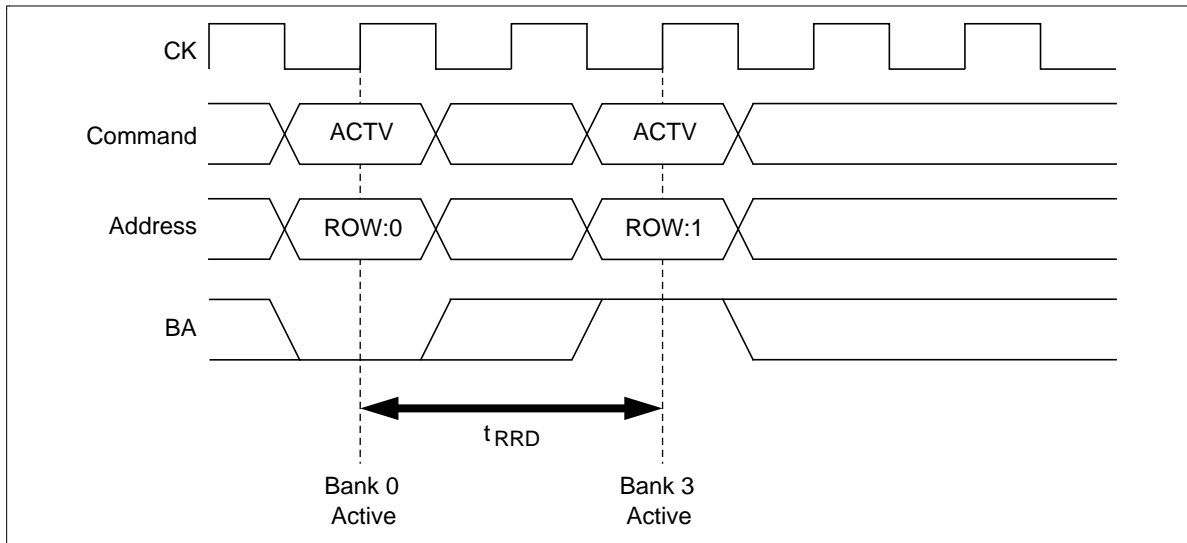 CK
Command
ACTV
ACTV
Address
ROW:0
ROW:1
BA
tRRD
Bank 0
Active
Bank 3
Active